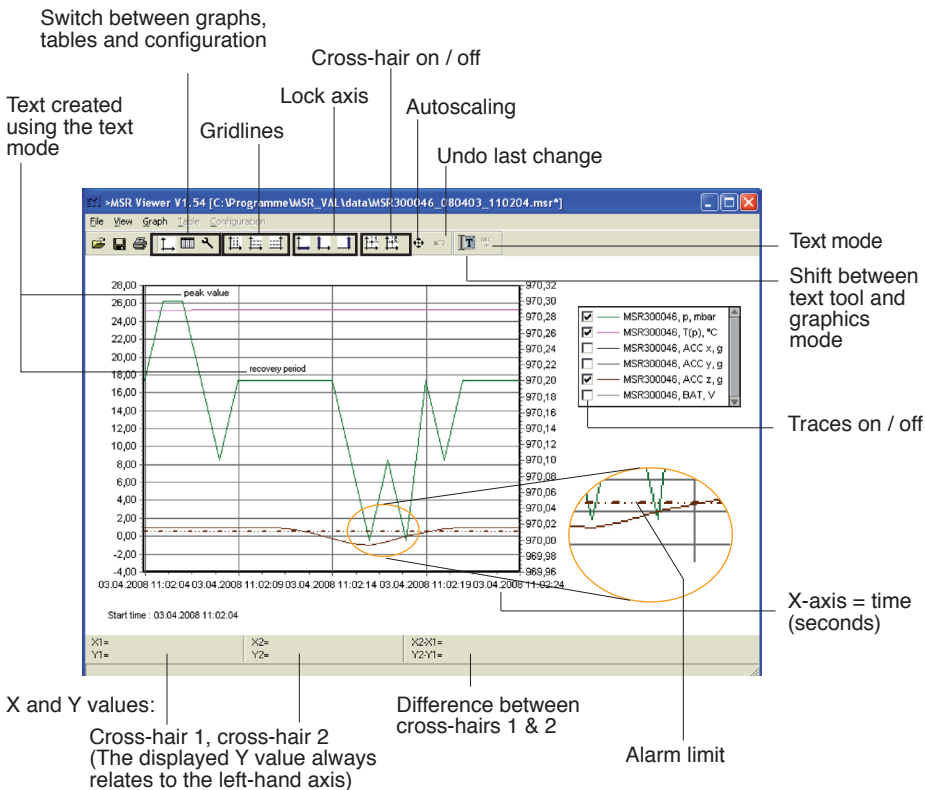 Switch between graphs,
tables and configuration
Cross-hair on / off
Text created
using the text
mode
Lock axis
Autoscaling
Gridlines
Undo last change
>MSR Viewer V1.54 [C:\Programme\MSR_VAL\data\MSR300046_080403_110204.msr*]
File View Graph Table Configuration
Text mode
Shift between
text tool and
graphics
mode
28,00
26,00
24,00
22,00
20,00
18,00
16,00
14,00
12,00
10,00
8,00
6,00
4,00
2,00
0,00
-2,00
-4,00
peak value
recovery period
970,32
970,30
970,28
970,26
970,24
970,22
970,20
970,18
970,16
970,14
970,12
970,10
970,08
970,06
970,04
970,02
970,00
969,98
969,96
MSR300046, p, mbar
MSR300046, T(p), °C
MSR300046, ACC x, g
MSR300046, ACC y, g
MSR300046, ACC z, g
MSR300046, BAT, V
Traces on / off
03.04.2008 11:02:04 03.04.2008 11:02:09 03.04.2008 11:02:14 03.04.2008 11:02:19 03.04.2008 11:02:24
Start time : 03.04.2008 11:02:04
X-axis = time
(seconds)
X1= X2= X2-X1=
Y1= Y2= Y2-Y1=
X and Y values:
Cross-hair 1, cross-hair 2
(The displayed Y value always
relates to the left-hand axis)
Difference between
cross-hairs 1 & 2
Alarm limit